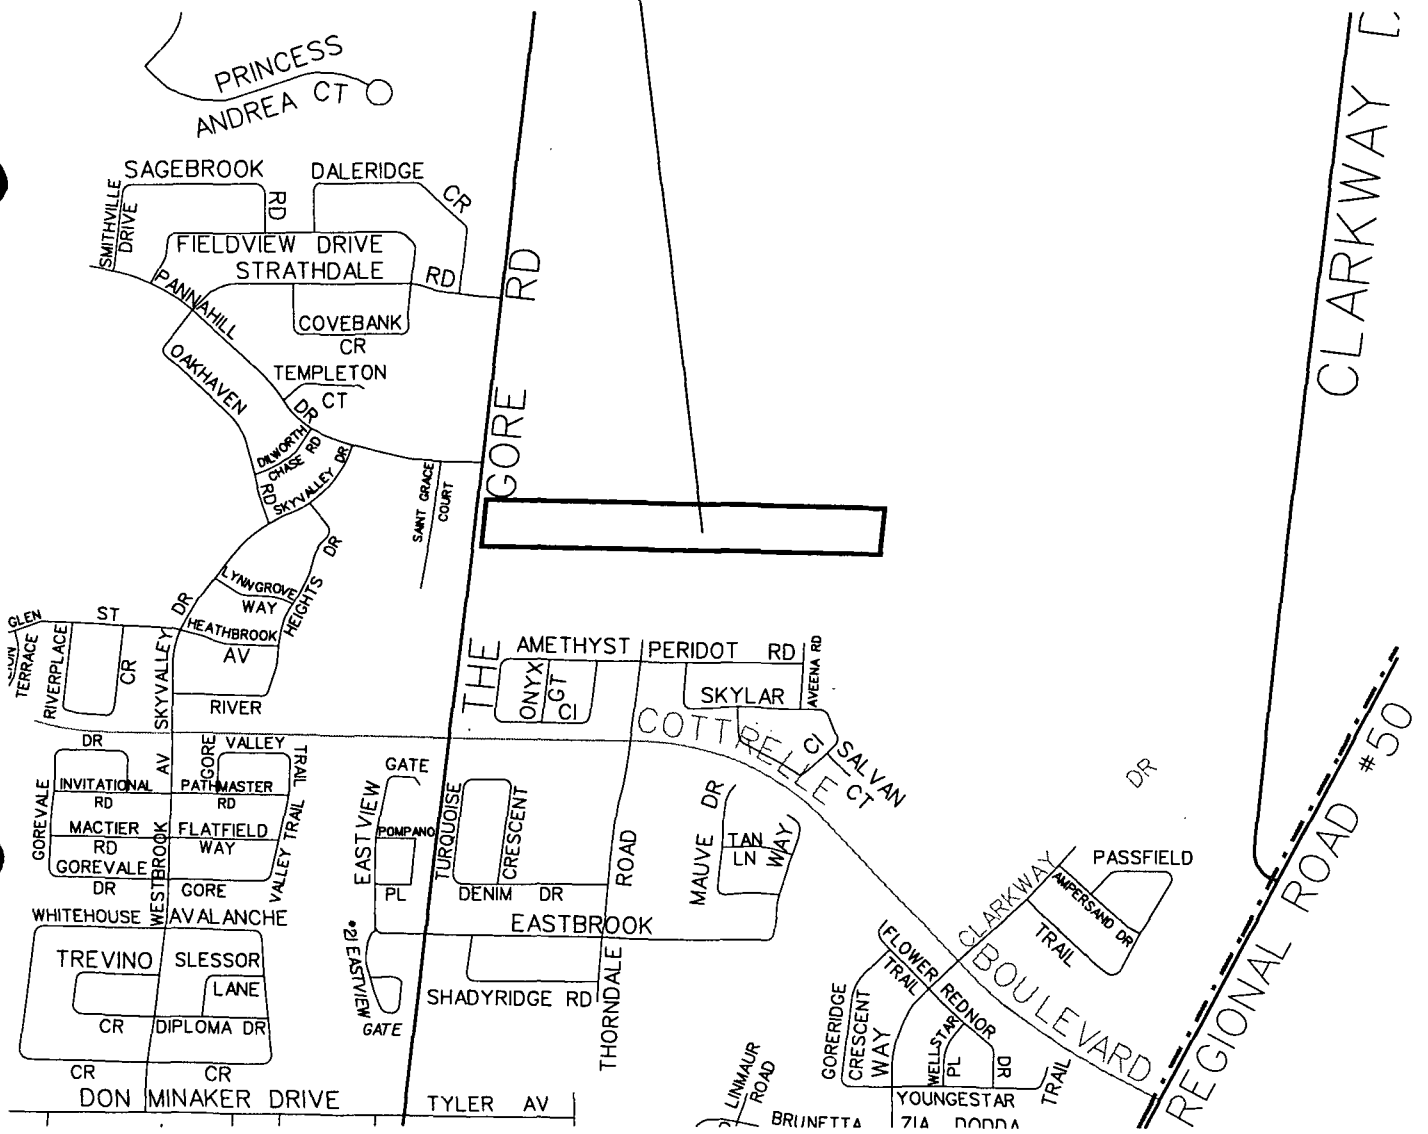 PRINCESS
ANDREA CT
CLARKWAY
SAGEBROOK
RD
DALERIDGE
CR
SMITHVILLE
DRIVE
FIELDVIEW DRIVE
STRATHDALE RD
PANNAHILL
DR
COVEBANK
CR
OAKHAVEN
RD
TEMPLETON
CT
DILWORTH
CHASE RD
SKYVALLEY DR
SAINT GRACE
COURT
THE GORE RD
LYNNGROVE
WAY
HEIGHTS DR
HEATHBROOK
AV
GLEN
TERRACE
ST
RIVERPLACE
CR
SKYVALLEY DR
RIVER
AMETHYST
ONYX
GT
CI
PERIDOT RD
AVEENA RD
SKYLAR
CI
SALVAN
CT
COTTRELLE
BOULEVARD
DR
AV
GORE
VALLEY
TRAIL
INVITATIONAL
RD
PATHMASTER
RD
GOREVALE
MACTIER
RD
FLATFIELD
WAY
GOREVALE
DR
GORE
VALLEY TRAIL
WESTBROOK
WHITEHOUSE
AVALANCHE
TREVINO
CR
SLESSOR
LANE
DIPLOMA DR
CR
CR
DON MINAKER DRIVE
GATE
EASTVIEW
POMPANO
PL
#21 EASTVIEW
GATE
TURQUOISE
CRESCENT
DENIM DR
EASTBROOK
SHADYRIDGE RD
THORNDALE
ROAD
TYLER AV
MAUVE DR
TAN
LN
WAY
DR
CLARKWAY
PASSFIELD
AMPERSAND DR
TRAIL
FLOWER
TRAIL
REDNOR
DR
GORERIDGE
CRESCENT
WAY
WELLSTAR
PL
YOUNGESTAR
TRAIL
LINMAUR
ROAD
BRUNETTA
ZIA DODDA
REGIONAL ROAD #50